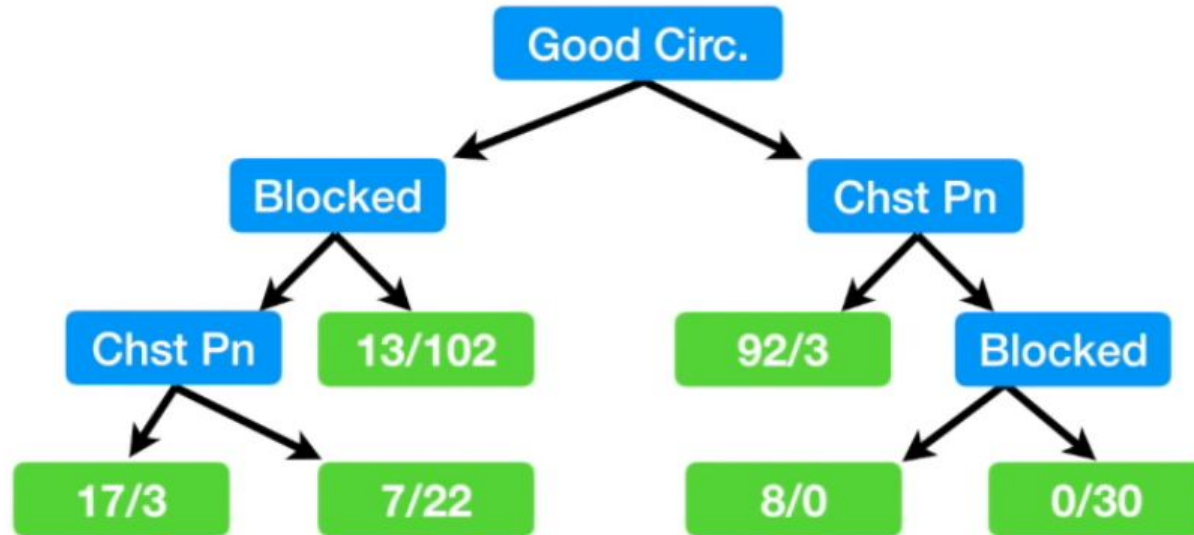 Good Circ.
Blocked
Chst Pn
Chst Pn
13/102
92/3
Blocked
17/3
7/22
8/0
0/30